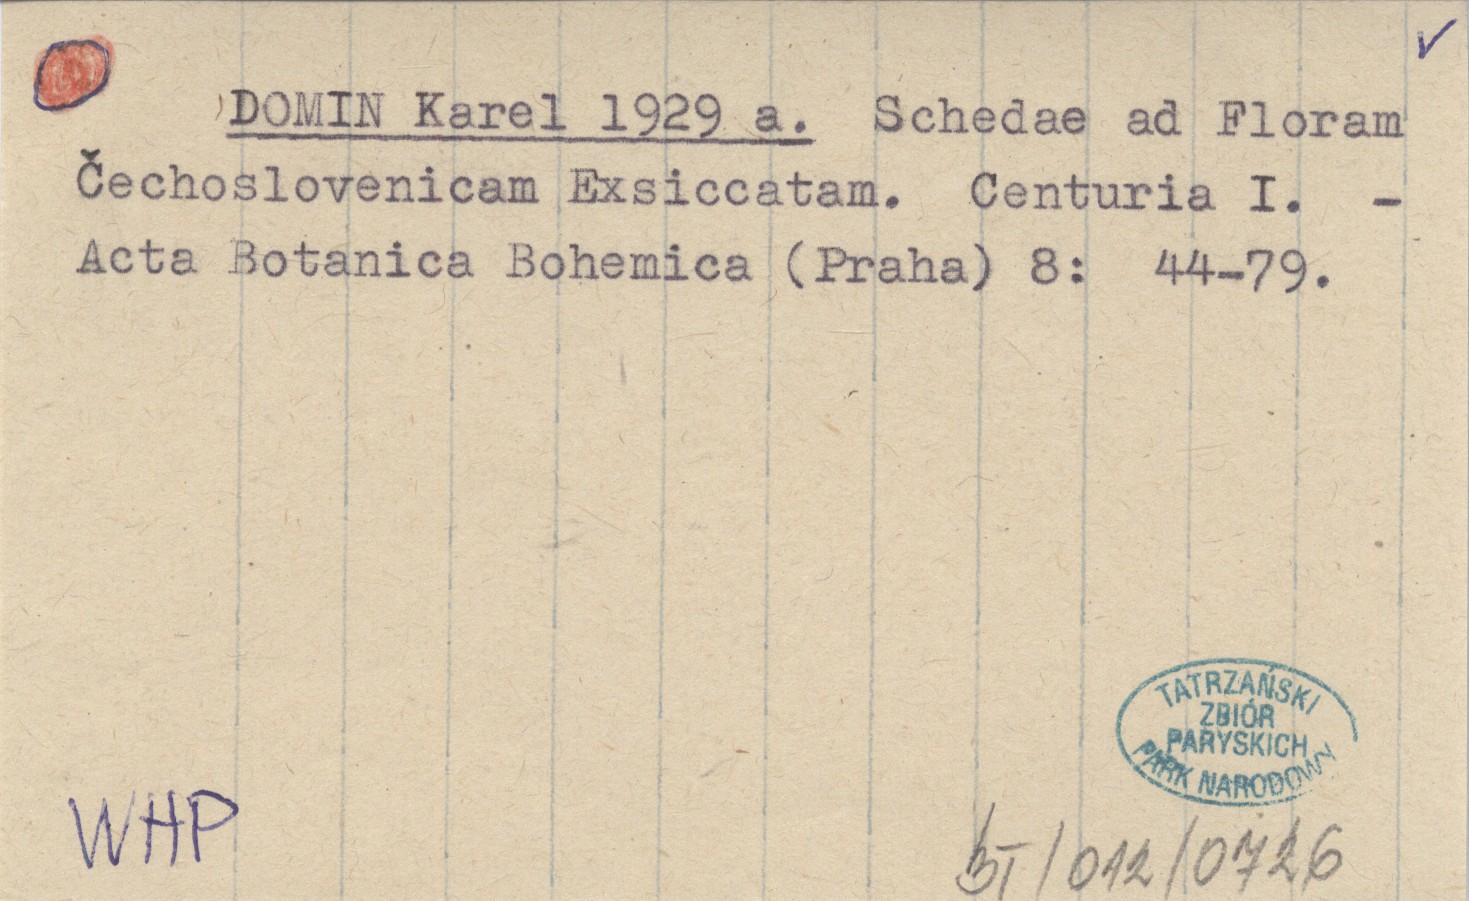 ✓
DOMIN Karel 1929 a. Schedae ad Floram
Čechoslovenicam Exsiccatam. Centuria I. -
Acta Botanica Bohemica (Praha) 8: 44-79.
TATRZAŃSKI
ZBIÓR
PARYSKICH
PARK NARODOWY
WHP
/012/0726